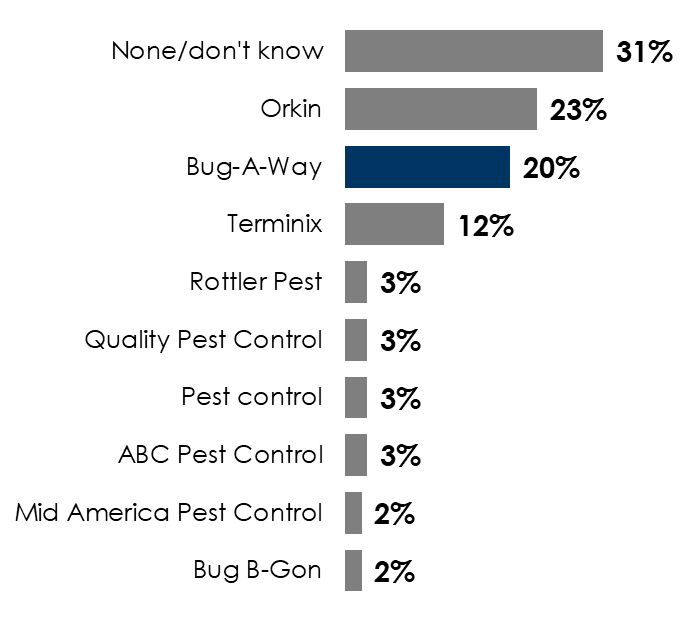 None/don't know 31%
Orkin 23%
Bug-A-Way 20%
Terminix 12%
Rottler Pest 3%
Quality Pest Control 3%
Pest control 3%
ABC Pest Control 3%
Mid America Pest Control 2%
Bug B-Gon 2%